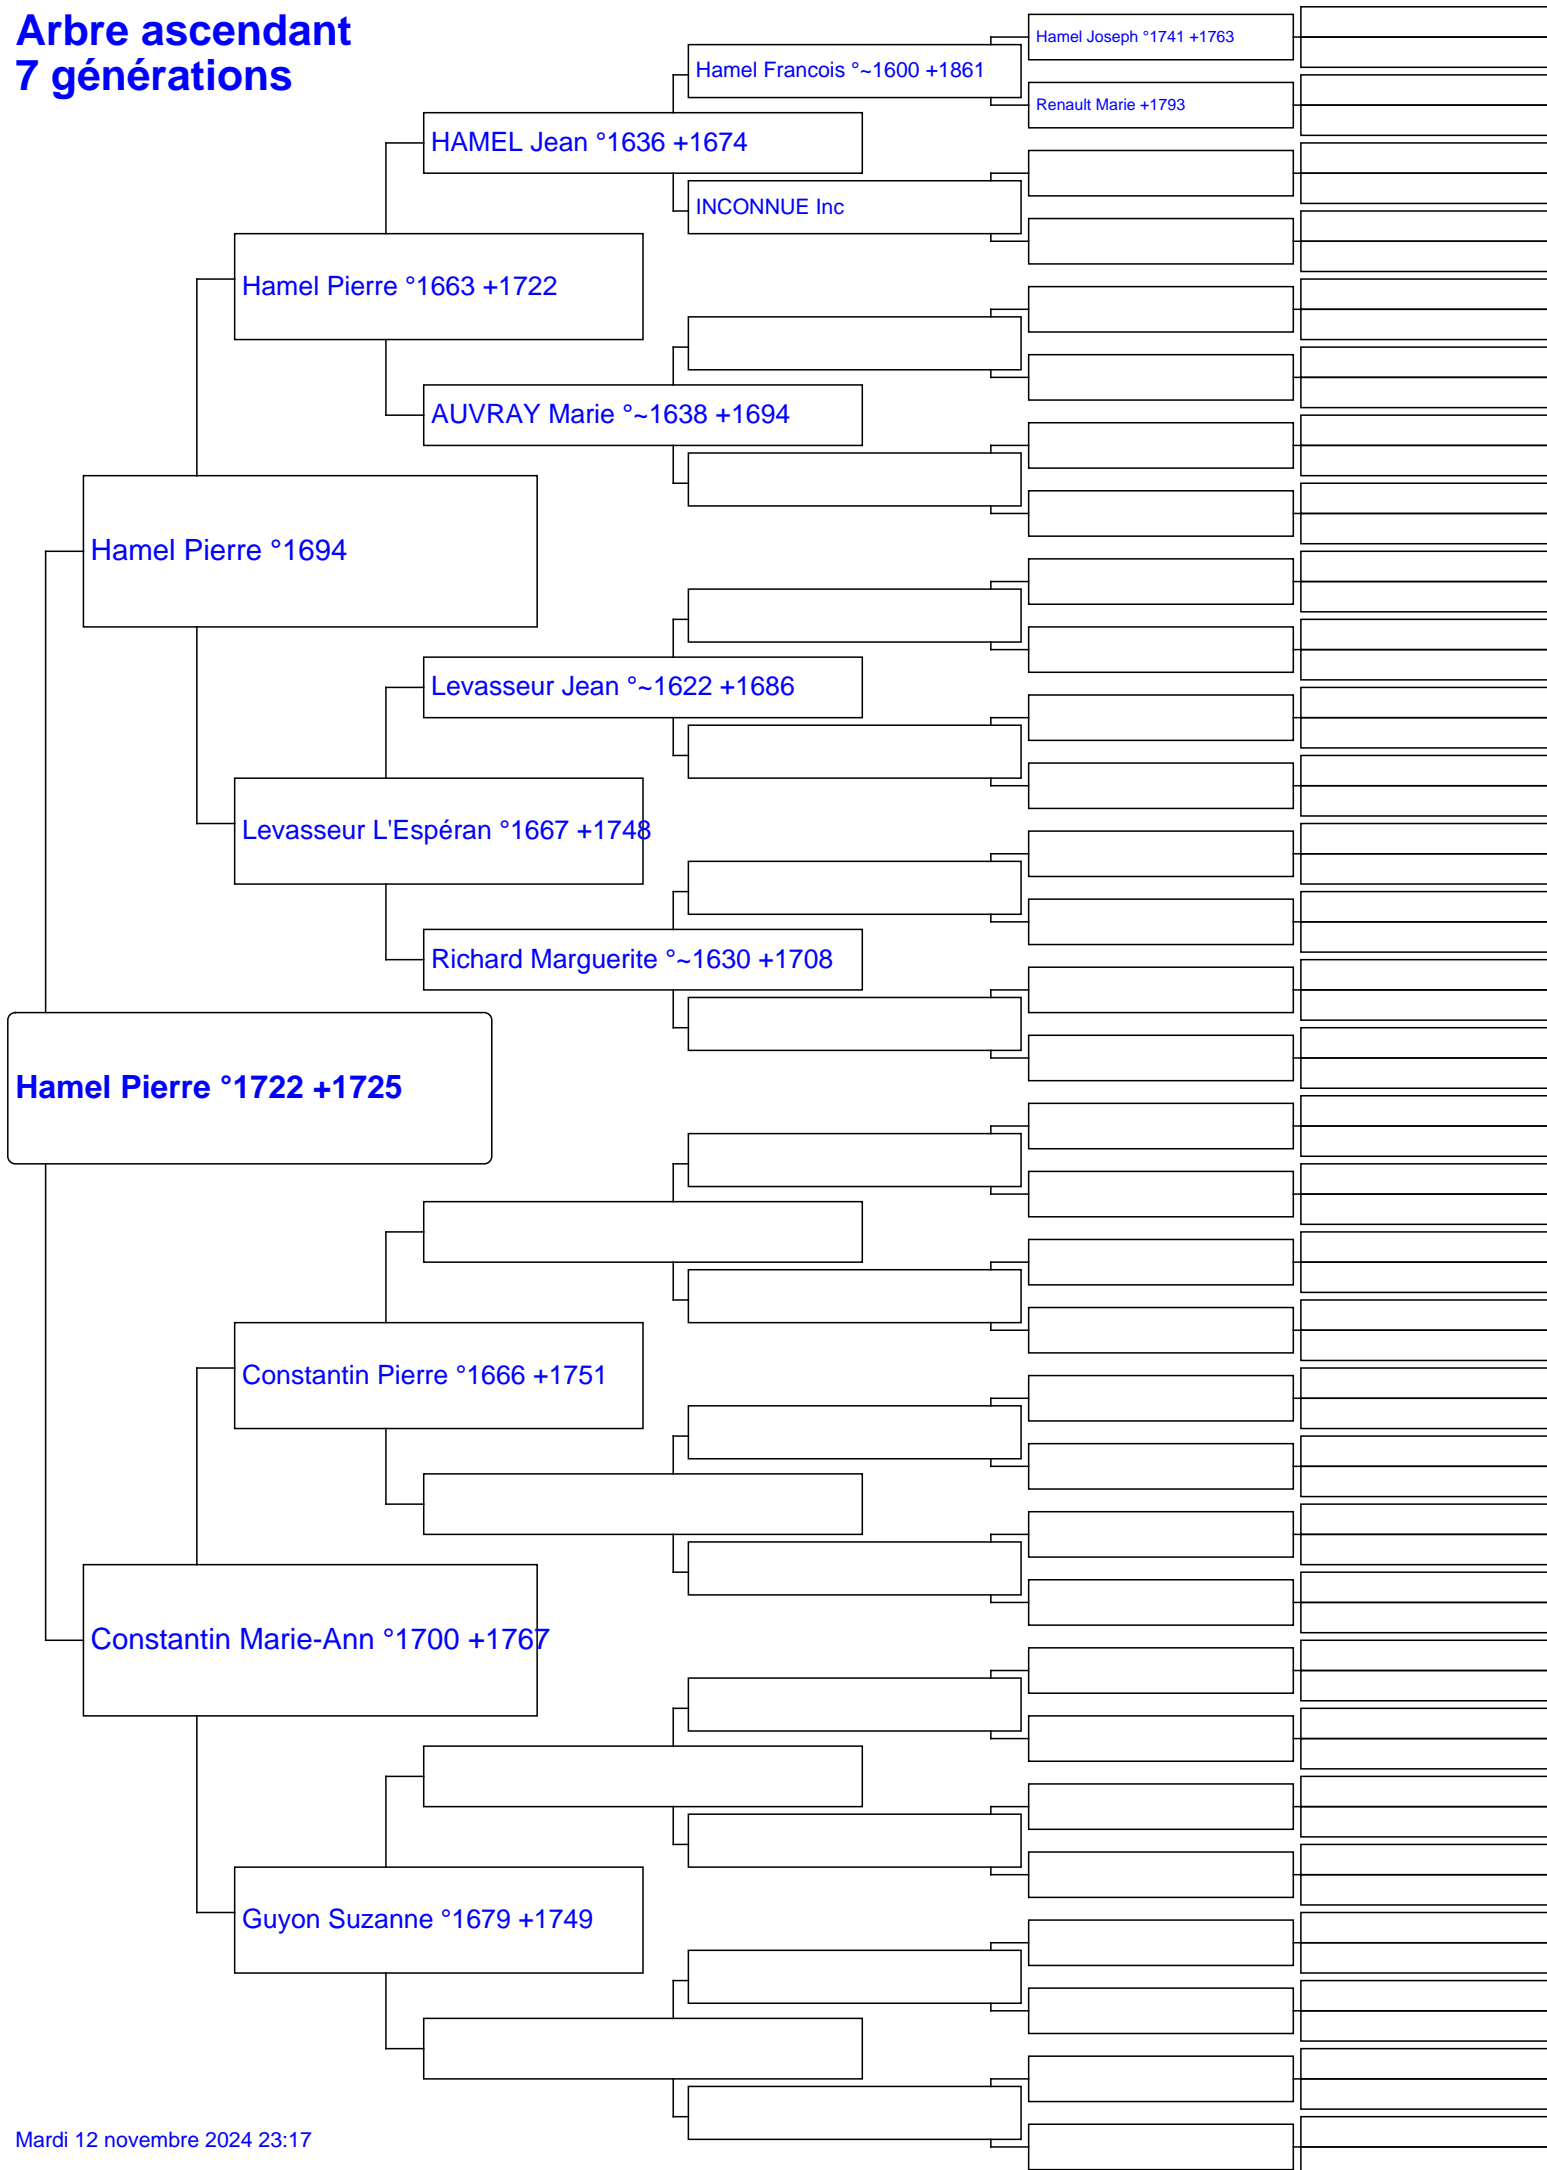 Arbre ascendant
7 générations
Hamel Joseph °1741 +1763
Hamel Francois °~1600 +1861
Renault Marie +1793
HAMEL Jean °1636 +1674
INCONNUE Inc
Hamel Pierre °1663 +1722
AUVRAY Marie °~1638 +1694
Hamel Pierre °1694
Levasseur Jean °~1622 +1686
Levasseur L'Espéran °1667 +1748
Richard Marguerite °~1630 +1708
Hamel Pierre °1722 +1725
Constantin Pierre °1666 +1751
Constantin Marie-Ann °1700 +1767
Guyon Suzanne °1679 +1749
Mardi 12 novembre 2024 23:17